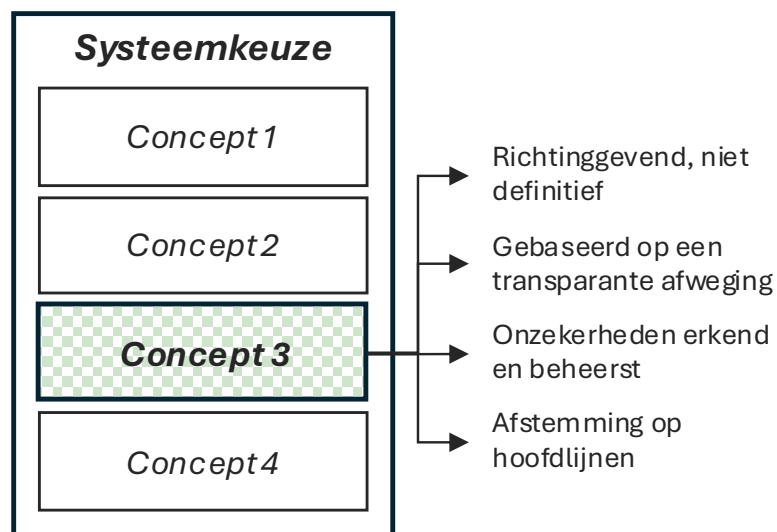 Systeemkeuze
Concept 1
Concept 2
Concept 3
Concept 4
Richtinggevend, niet
definitief
Gebaseerd op een
transparante afweging
Onzekerheden erkend
en beheerst
Afstemming op
hoofdlijnen